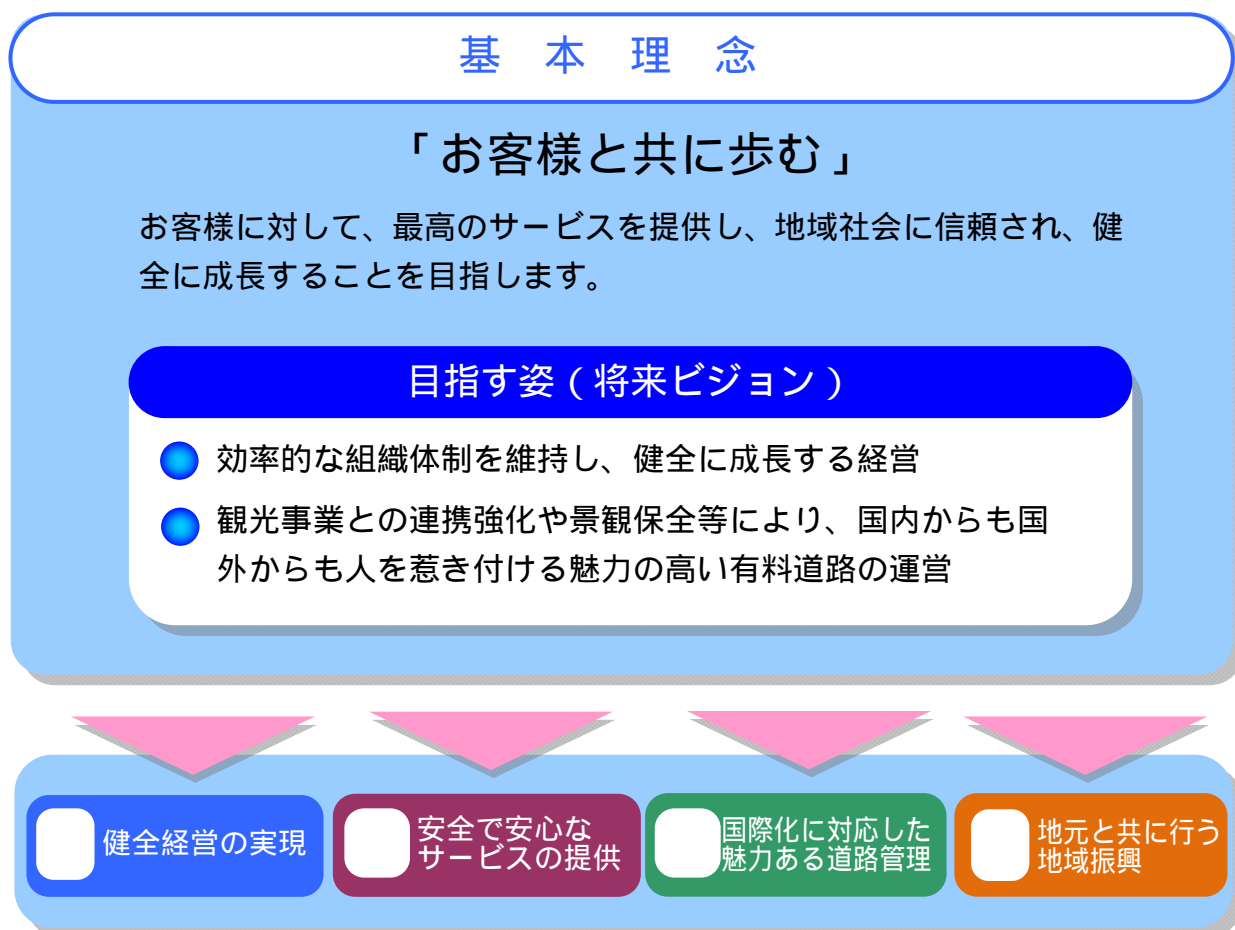 基本理念
「お客様と共に歩む」
お客様に対して、最高のサービスを提供し、地域社会に信頼され、健
全に成長することを目指します。
目指す姿（将来ビジョン）
効率的な組織体制を維持し、健全に成長する経営
観光事業との連携強化や景観保全等により、国内からも国
外からも人を惹き付ける魅力の高い有料道路の運営
健全経営の実現
安全で安心な
サービスの提供
国際化に対応した
魅力ある道路管理
地元と共に行う
地域振興